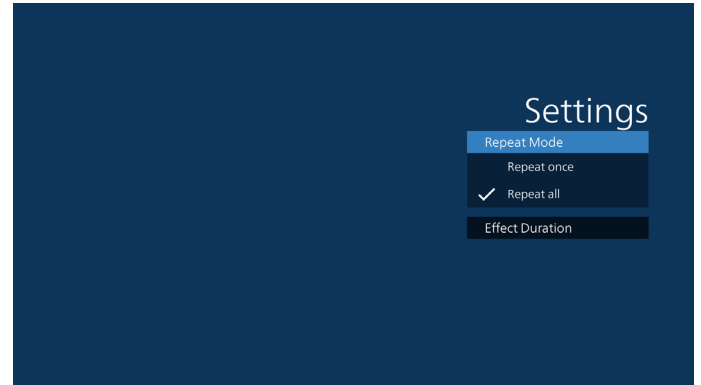 Settings
Repeat Mode
Repeat once
Repeat all
Effect Duration